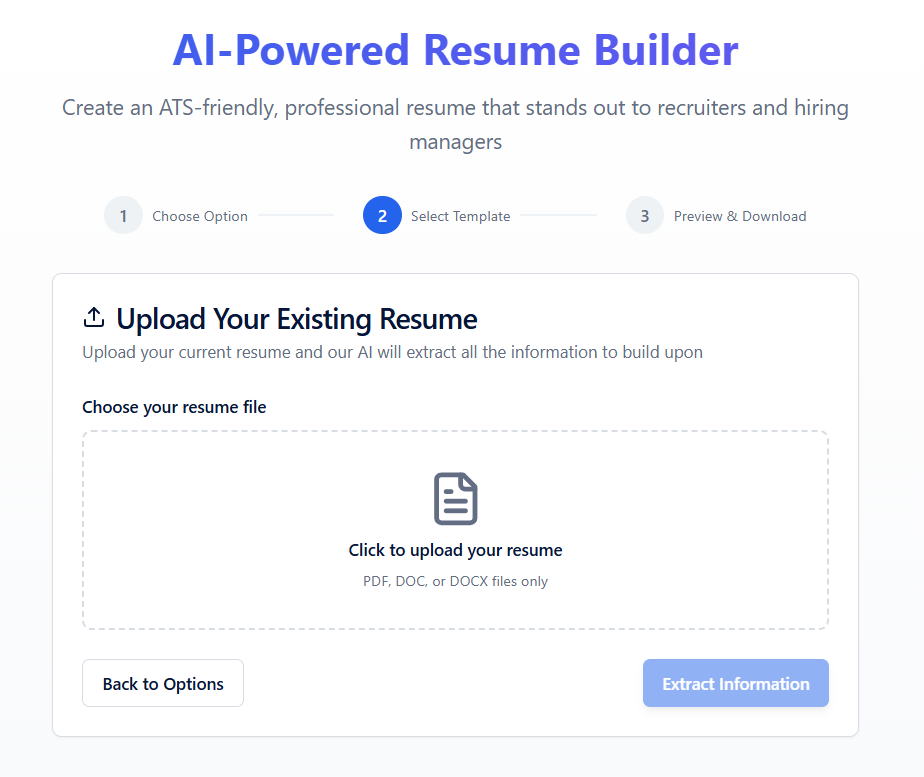 AI-Powered Resume Builder
Create an ATS-friendly, professional resume that stands out to recruiters and hiring
managers
1 Choose Option 2 Select Template 3 Preview & Download
Upload Your Existing Resume
Upload your current resume and our AI will extract all the information to build upon
Choose your resume file
Click to upload your resume
PDF, DOC, or DOCX files only
Back to Options Extract Information